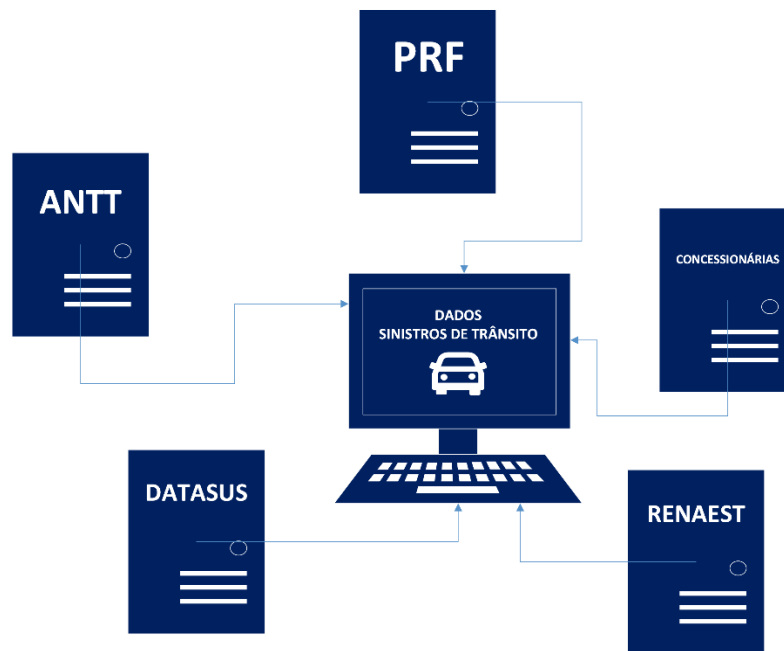 PRF
ANTT
CONCESSIONÁRIAS
DADOS
SINISTROS DE TRÂNSITO
DATASUS
RENAEST